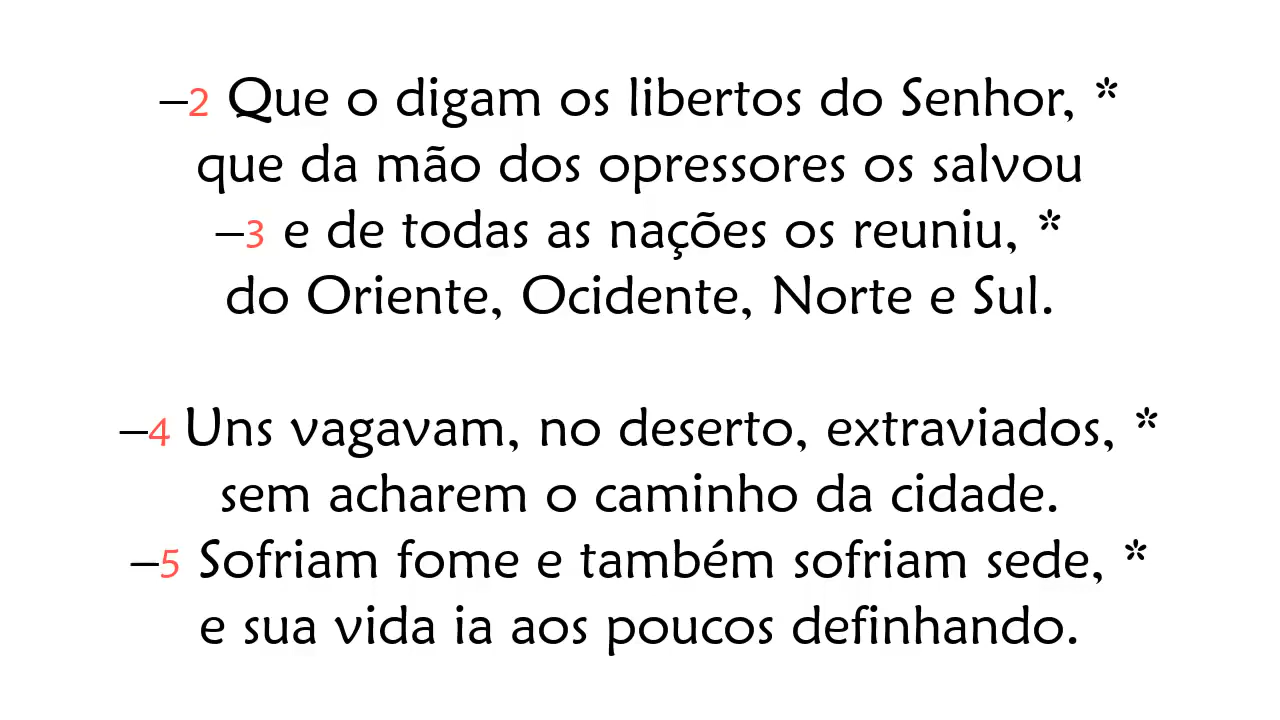 –2 Que o digam os libertos do Senhor, *
que da mão dos opressores os salvou
–3 e de todas as nações os reuniu, *
do Oriente, Ocidente, Norte e Sul.
–4 Uns vagavam, no deserto, extraviados, *
sem acharem o caminho da cidade.
–5 Sofriam fome e também sofriam sede, *
e sua vida ia aos poucos definhando.